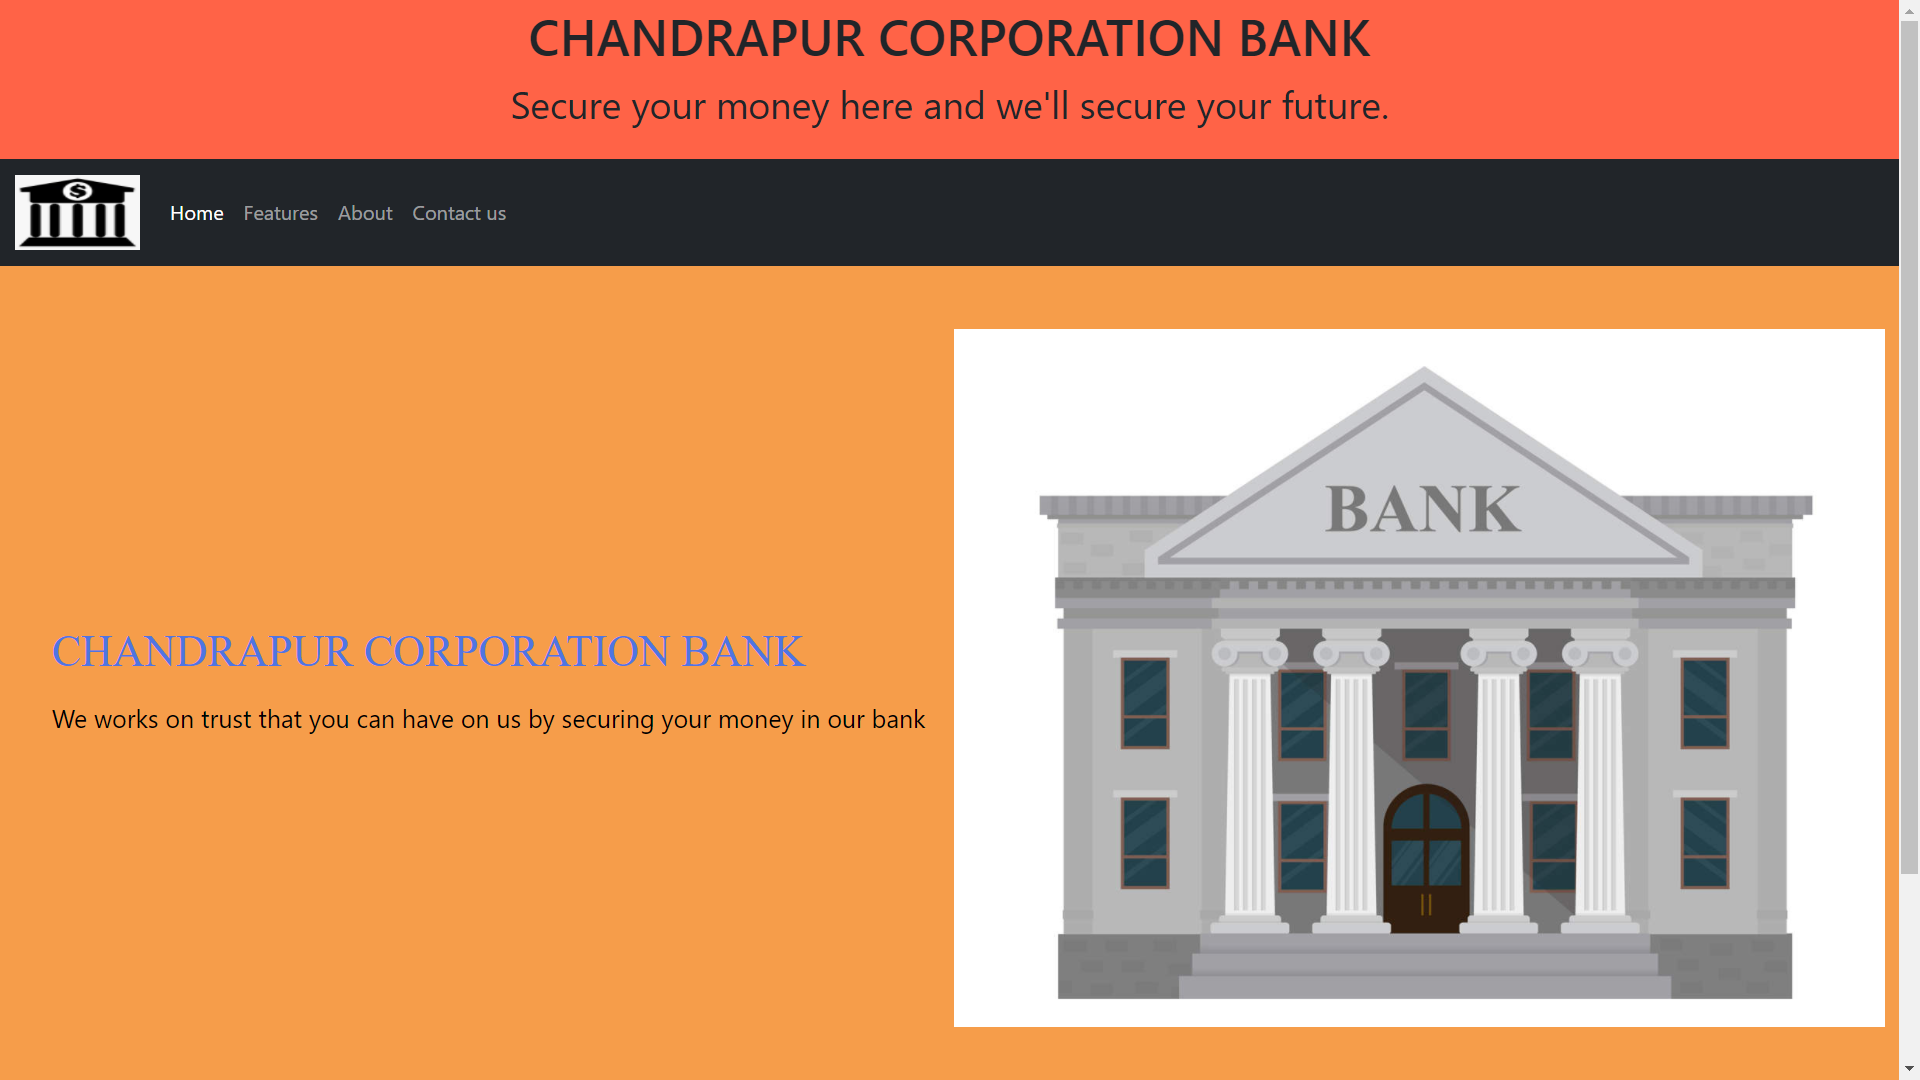 CHANDRAPUR CORPORATION BANK
Secure your money here and we'll secure your future.
$
Home Features About Contact us
BANK
CHANDRAPUR CORPORATION BANK
We works on trust that you can have on us by securing your money in our bank